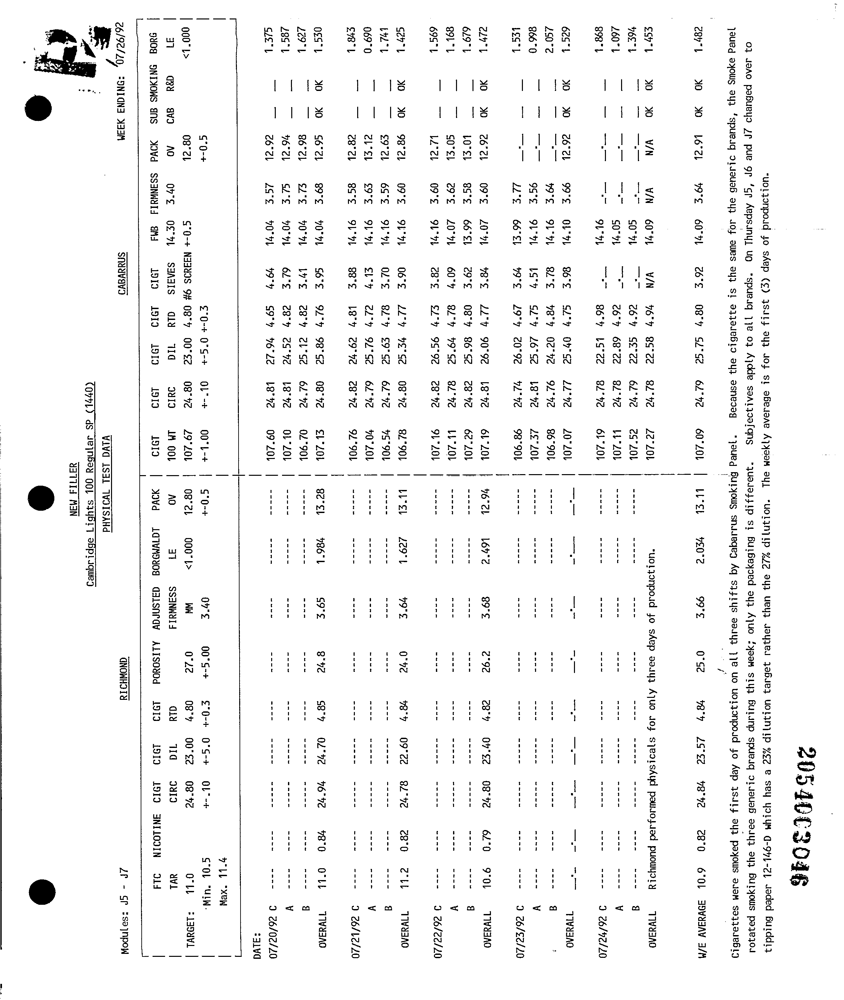 NEW FILLER
Cambridge Lights 100 Regular SP (1440)
PHYSICAL TEST DATA
Modules: J5 - J7 RICHMOND CABARRUS WEEK ENDING: 07/26/92
FTC NICOTINE CIGT CIGT CIGT POROSITY ADJUSTED BORGWALDT PACK CIGT CIGT CIGT CIGT CIGT FWB FIRMNESS PACK SUB SMOKING BORG
TAR CIRC DIL RTD FIRMNESS LE OV 100 WT CIRC DIL RTD SIEVES 14.30 3.40 OV CAB R&D LE
TARGET: 11.0 24.80 23.00 4.80 27.0 MM <1.000 12.80 107.67 24.80 23.00 4.80 #6 SCREEN +-0.5 12.80 <1.000
Min. 10.5 +-.10 +-5.0 +-0.3 +-5.00 3.40 +-0.5 +-1.00 +-.10 +-5.0 +-0.3 +-0.5
Max. 11.4
DATE:
07/20/92 C ---- ---- ---- ---- ---- ---- ---- ---- ---- 107.60 24.81 27.94 4.65 4.64 14.04 3.57 12.92 — — 1.375
A ---- ---- ---- ---- ---- ---- ---- ---- ---- 107.10 24.81 24.52 4.82 3.79 14.04 3.75 12.94 — — 1.587
B ---- ---- ---- ---- ---- ---- ---- ---- ---- 106.70 24.79 25.12 4.82 3.41 14.04 3.73 12.98 — — 1.627
OVERALL 11.0 0.84 24.94 24.70 4.85 24.8 3.65 1.984 13.28 107.13 24.80 25.86 4.76 3.95 14.04 3.68 12.95 OK OK 1.530
07/21/92 C ---- ---- ---- ---- ---- ---- ---- ---- ---- 106.76 24.82 24.62 4.81 3.88 14.16 3.58 12.82 — — 1.843
A ---- ---- ---- ---- ---- ---- ---- ---- ---- 107.04 24.79 25.76 4.72 4.13 14.16 3.63 13.12 — — 0.690
B ---- ---- ---- ---- ---- ---- ---- ---- ---- 106.54 24.79 25.63 4.78 3.70 14.16 3.59 12.63 — — 1.741
OVERALL 11.2 0.82 24.78 22.60 4.84 24.0 3.64 1.627 13.11 106.78 24.80 25.34 4.77 3.90 14.16 3.60 12.86 OK OK 1.425
07/22/92 C ---- ---- ---- ---- ---- ---- ---- ---- ---- 107.16 24.82 26.56 4.73 3.82 14.16 3.60 12.71 — — 1.569
A ---- ---- ---- ---- ---- ---- ---- ---- ---- 107.11 24.78 25.64 4.78 4.09 14.07 3.62 13.05 — — 1.168
B ---- ---- ---- ---- ---- ---- ---- ---- ---- 107.29 24.82 25.98 4.80 3.62 13.99 3.58 13.01 — — 1.679
OVERALL 10.6 0.79 24.80 23.40 4.82 26.2 3.68 2.491 12.94 107.19 24.81 26.06 4.77 3.84 14.07 3.60 12.92 OK OK 1.472
07/23/92 C ---- ---- ---- ---- ---- ---- ---- ---- ---- 106.86 24.74 26.02 4.67 3.64 13.99 3.77 —.— — — 1.531
A ---- ---- ---- ---- ---- ---- ---- ---- ---- 107.37 24.81 25.97 4.75 4.51 14.16 3.56 —.— — — 0.998
B ---- ---- ---- ---- ---- ---- ---- ---- ---- 106.98 24.76 24.20 4.84 3.78 14.16 3.64 —.— — — 2.057
OVERALL —.— —.— —.— —.— —.— —.— —.— —.— —.— 107.07 24.77 25.40 4.75 3.98 14.10 3.66 12.92 OK OK 1.529
07/24/92 C ---- ---- ---- ---- ---- ---- ---- ---- ---- 107.19 24.78 22.51 4.98 —.— 14.16 —.— —.— — — 1.868
A ---- ---- ---- ---- ---- ---- ---- ---- ---- 107.11 24.78 22.89 4.92 —.— 14.05 —.— —.— — — 1.097
B ---- ---- ---- ---- ---- ---- ---- ---- ---- 107.52 24.79 22.35 4.92 —.— 14.05 —.— —.— — — 1.394
OVERALL Richmond performed physicals for only three days of production. 107.27 24.78 22.58 4.94 N/A 14.09 N/A N/A OK OK 1.453
W/E AVERAGE 10.9 0.82 24.84 23.57 4.84 25.0 3.66 2.034 13.11 107.09 24.79 25.75 4.80 3.92 14.09 3.64 12.91 OK OK 1.482
Cigarettes were smoked the first day of production on all three shifts by Cabarrus Smoking Panel. Because the cigarette is the same for the generic brands, the Smoke Panel
rotated smoking the three generic brands during this week; only the packaging is different. Subjectives apply to all brands. On Thursday J5, J6 and J7 changed over to
tipping paper 12-146-D which has a 23% dilution target rather than the 27% dilution. The weekly average is for the first (3) days of production.
2054003046